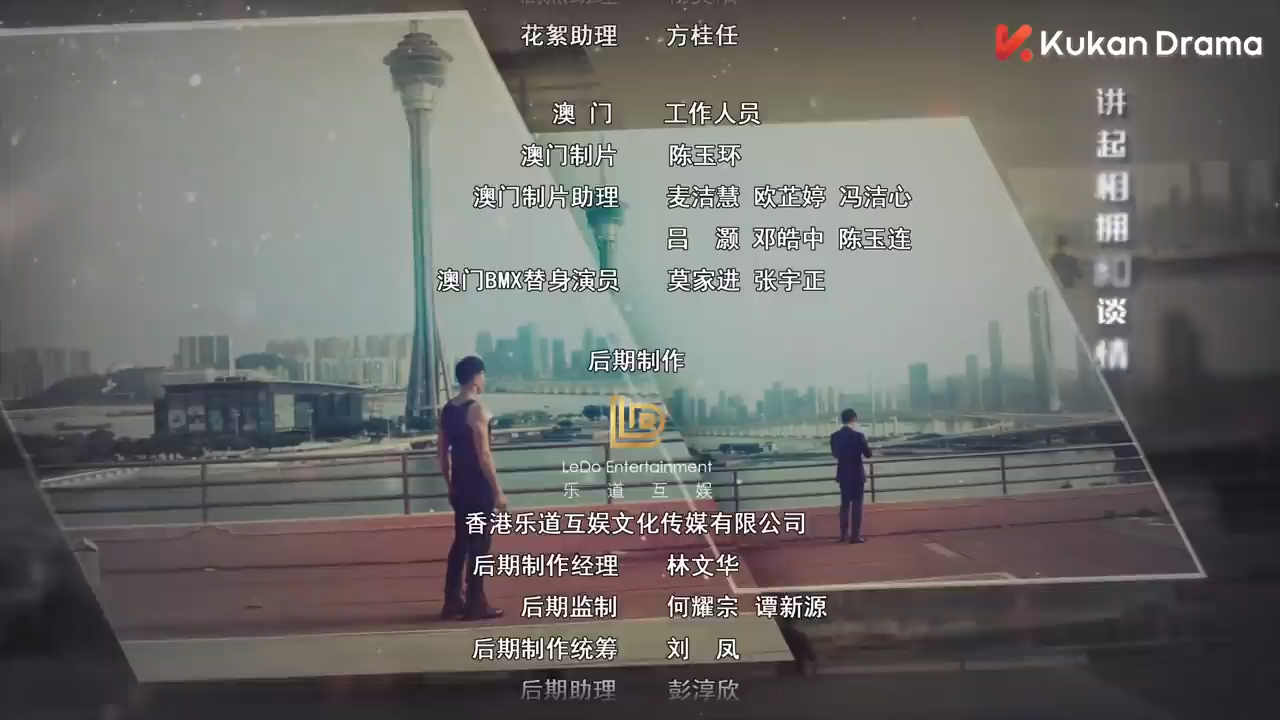 花絮助理 方桂任
Kukan Drama
澳门 工作人员
澳门制片 陈玉环
澳门制片助理 麦洁慧 欧芷婷 冯洁心
吕灏 邓皓中 陈玉连
澳门BMX替身演员 莫家进 张宇正
后期制作
LeDo Entertainment
乐道互娱
香港乐道互娱文化传媒有限公司
后期制作经理 林文华
后期监制 何耀宗 谭新源
后期制作统筹 刘凤
后期助理 彭淳欣
讲起相拥和谈情